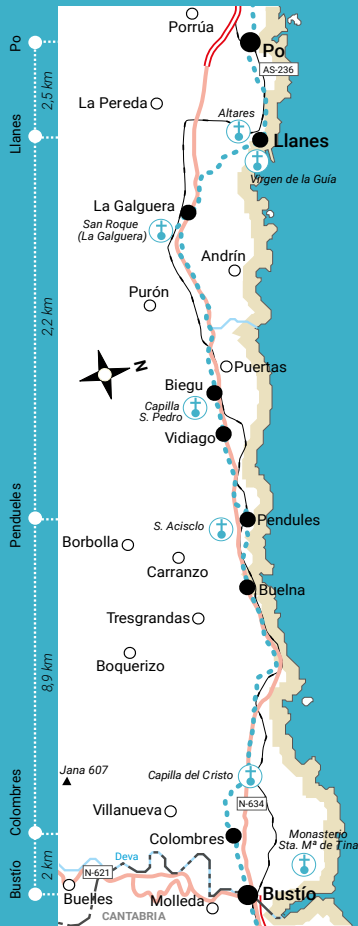 Porrúa
Po
Po
AS-236
2,5 km
La Pereda
Altares
Llanes
Llanes
Virgen de la Guía
La Galguera
San Roque
(La Galguera)
Andrín
Purón
2,2 km
N
Puertas
Biegu
Capilla
S. Pedro
Vidiago
Pendueles
Pendules
S. Acisclo
Borbolla
Carranzo
Buelna
Tresgrandas
Boquerizo
8,9 km
Jana 607
Capilla del Cristo
N-634
Villanueva
Colombres
Colombres
Monasterio
Sta. Mª de Tina
Deva
N-621
2 km
Bustío
Bustío
Buelles
Molleda
CANTABRIA